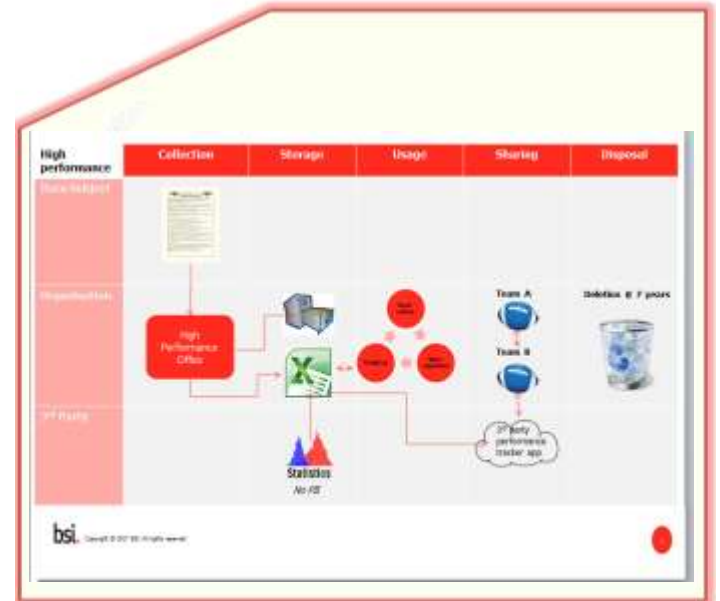 High
performance
Collection
Storage
Usage
Sharing
Disposal
Data Subject
Organisation
High
Performance
Office
Team A
Team B
Deletion @ 7 years
3rd Party
3rd Party
performance
tracker app
Statistics
No PII
bsi.